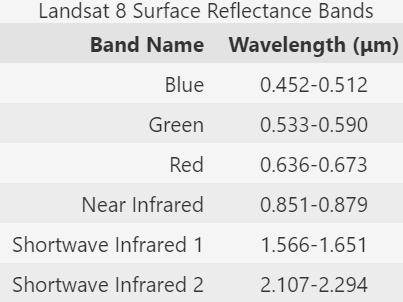 Landsat 8 Surface Reflectance Bands
Band Name Wavelength (μm)
Blue 0.452-0.512
Green 0.533-0.590
Red 0.636-0.673
Near Infrared 0.851-0.879
Shortwave Infrared 1 1.566-1.651
Shortwave Infrared 2 2.107-2.294